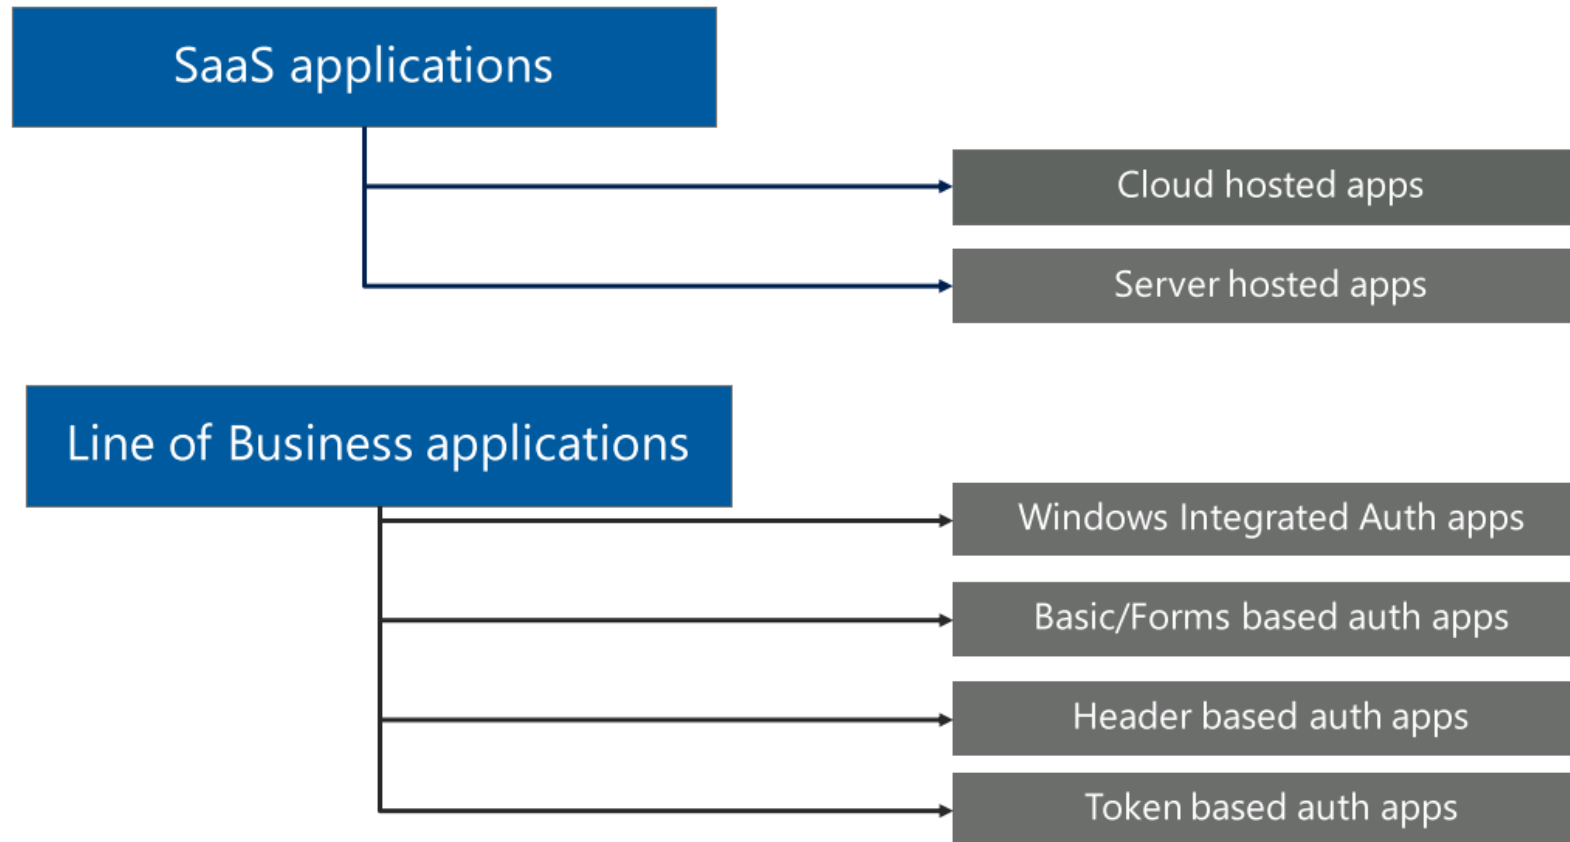 SaaS applications
Cloud hosted apps
Server hosted apps
Line of Business applications
Windows Integrated Auth apps
Basic/Forms based auth apps
Header based auth apps
Token based auth apps